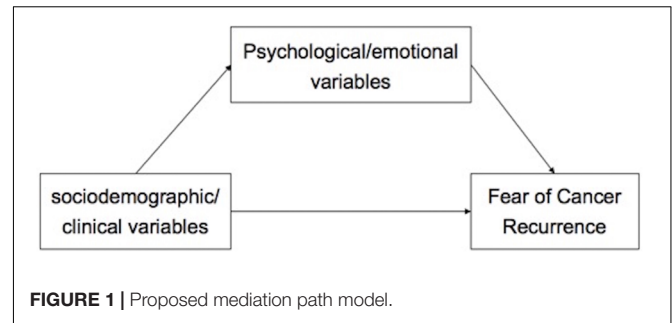 Psychological/emotional
variables
sociodemographic/
clinical variables
Fear of Cancer
Recurrence
FIGURE 1 | Proposed mediation path model.